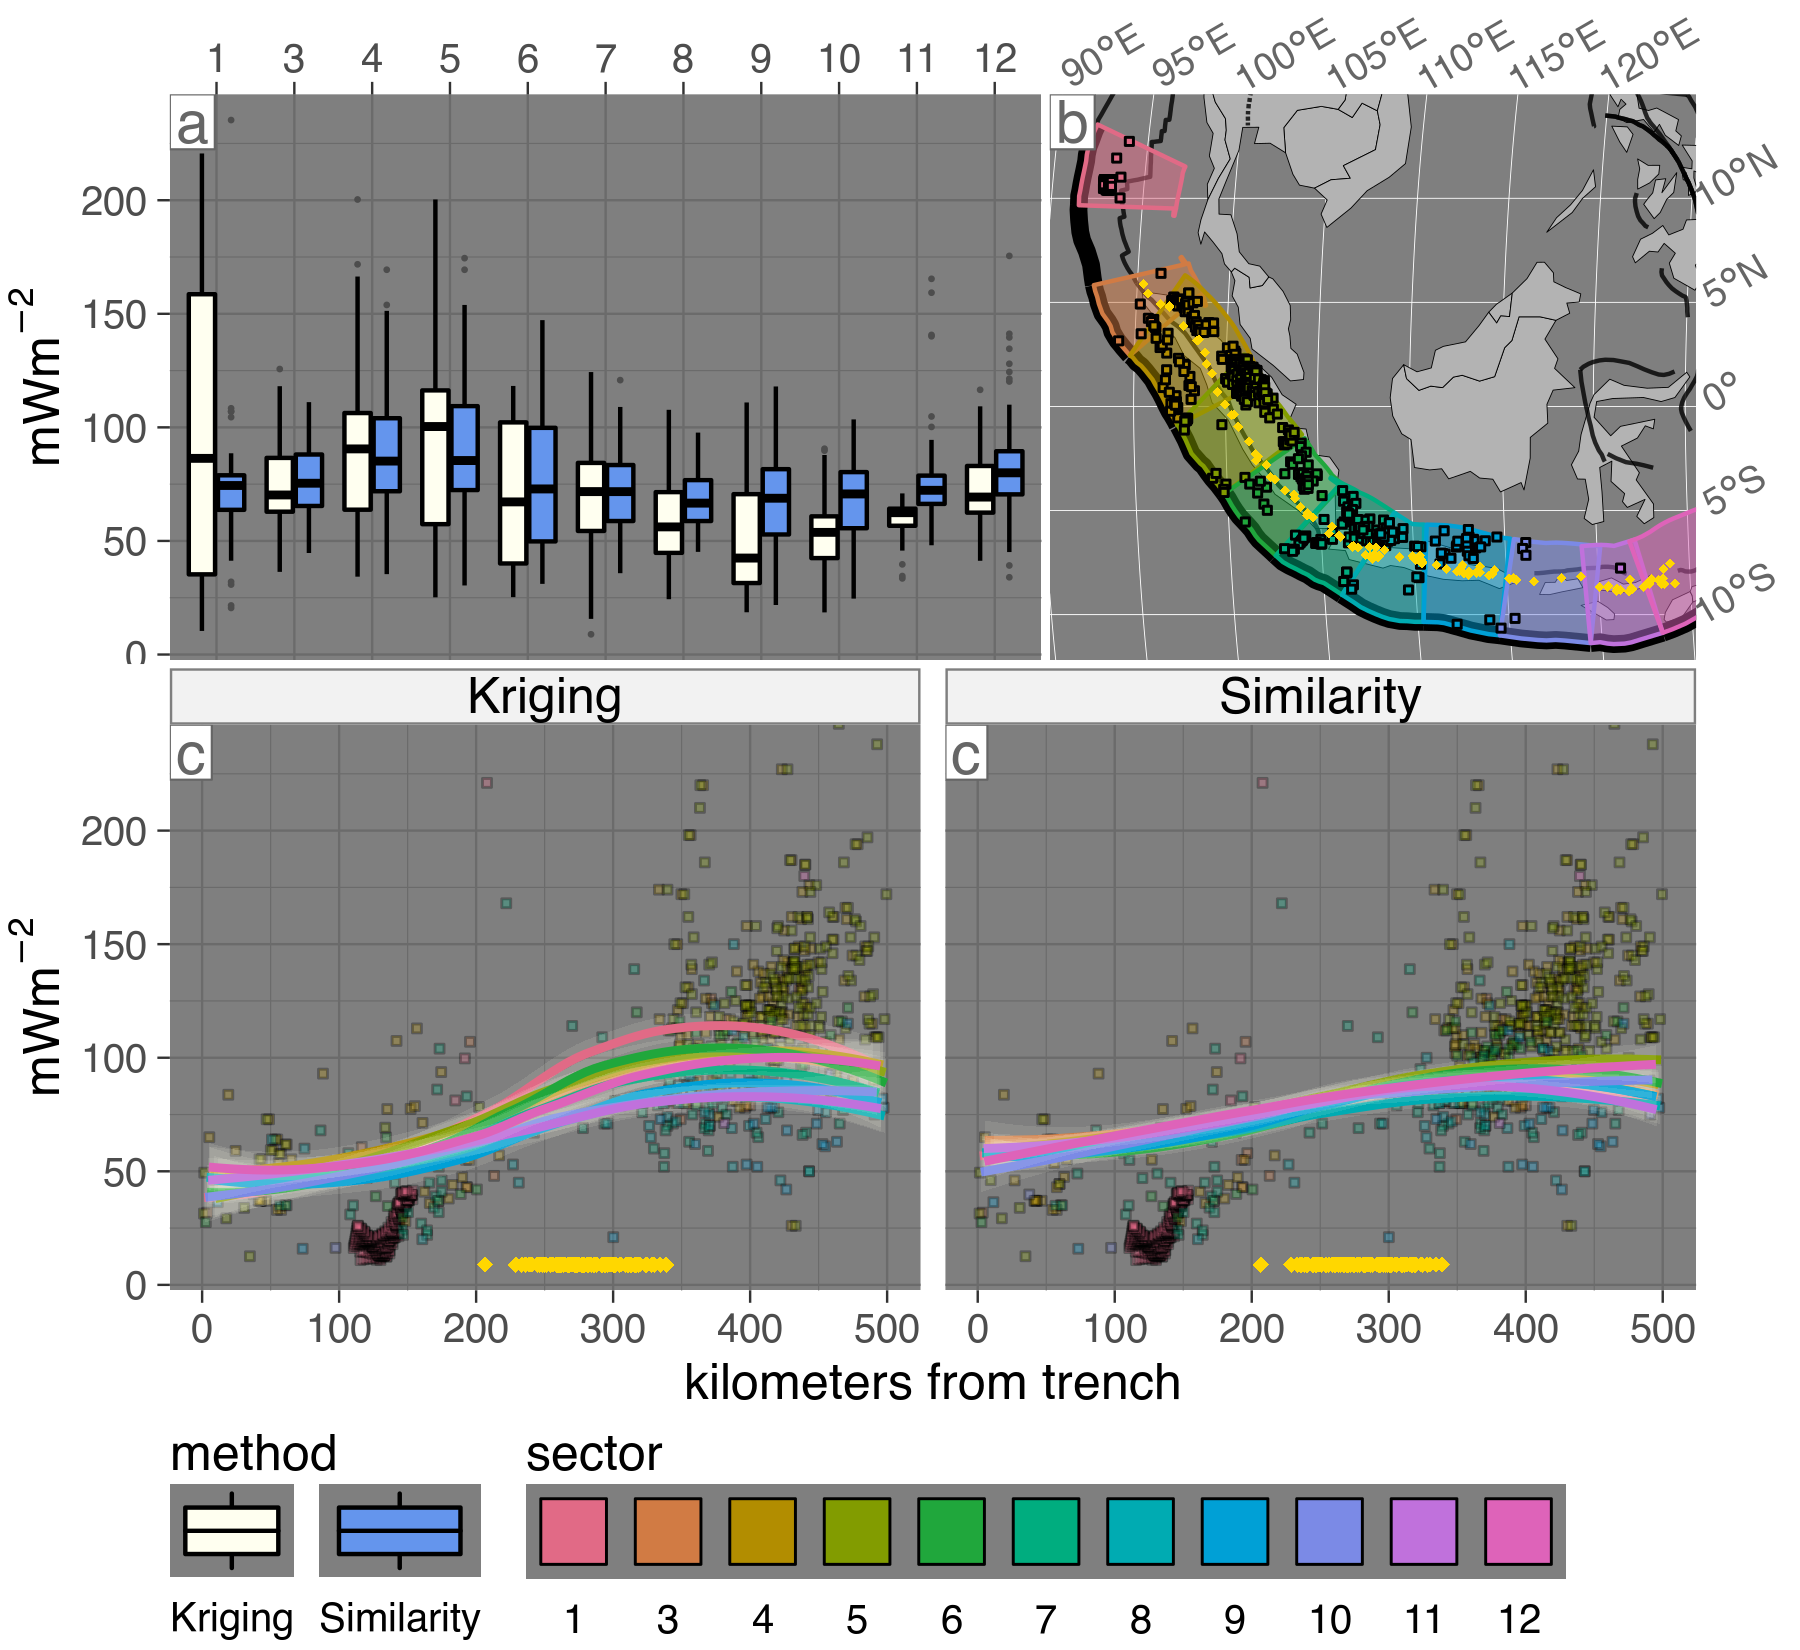 1 3 4 5 6 7 8 9 10 11 12
90°E 95°E 100°E 105°E 110°E 115°E 120°E
a
b
200
150
100
50
0
mWm⁻²
10°N
5°N
0°
5°S
10°S
Kriging
Similarity
c
c
200
150
100
50
0
mWm⁻²
0 100 200 300 400 500
0 100 200 300 400 500
kilometers from trench
method
Kriging Similarity
sector
1 3 4 5 6 7 8 9 10 11 12